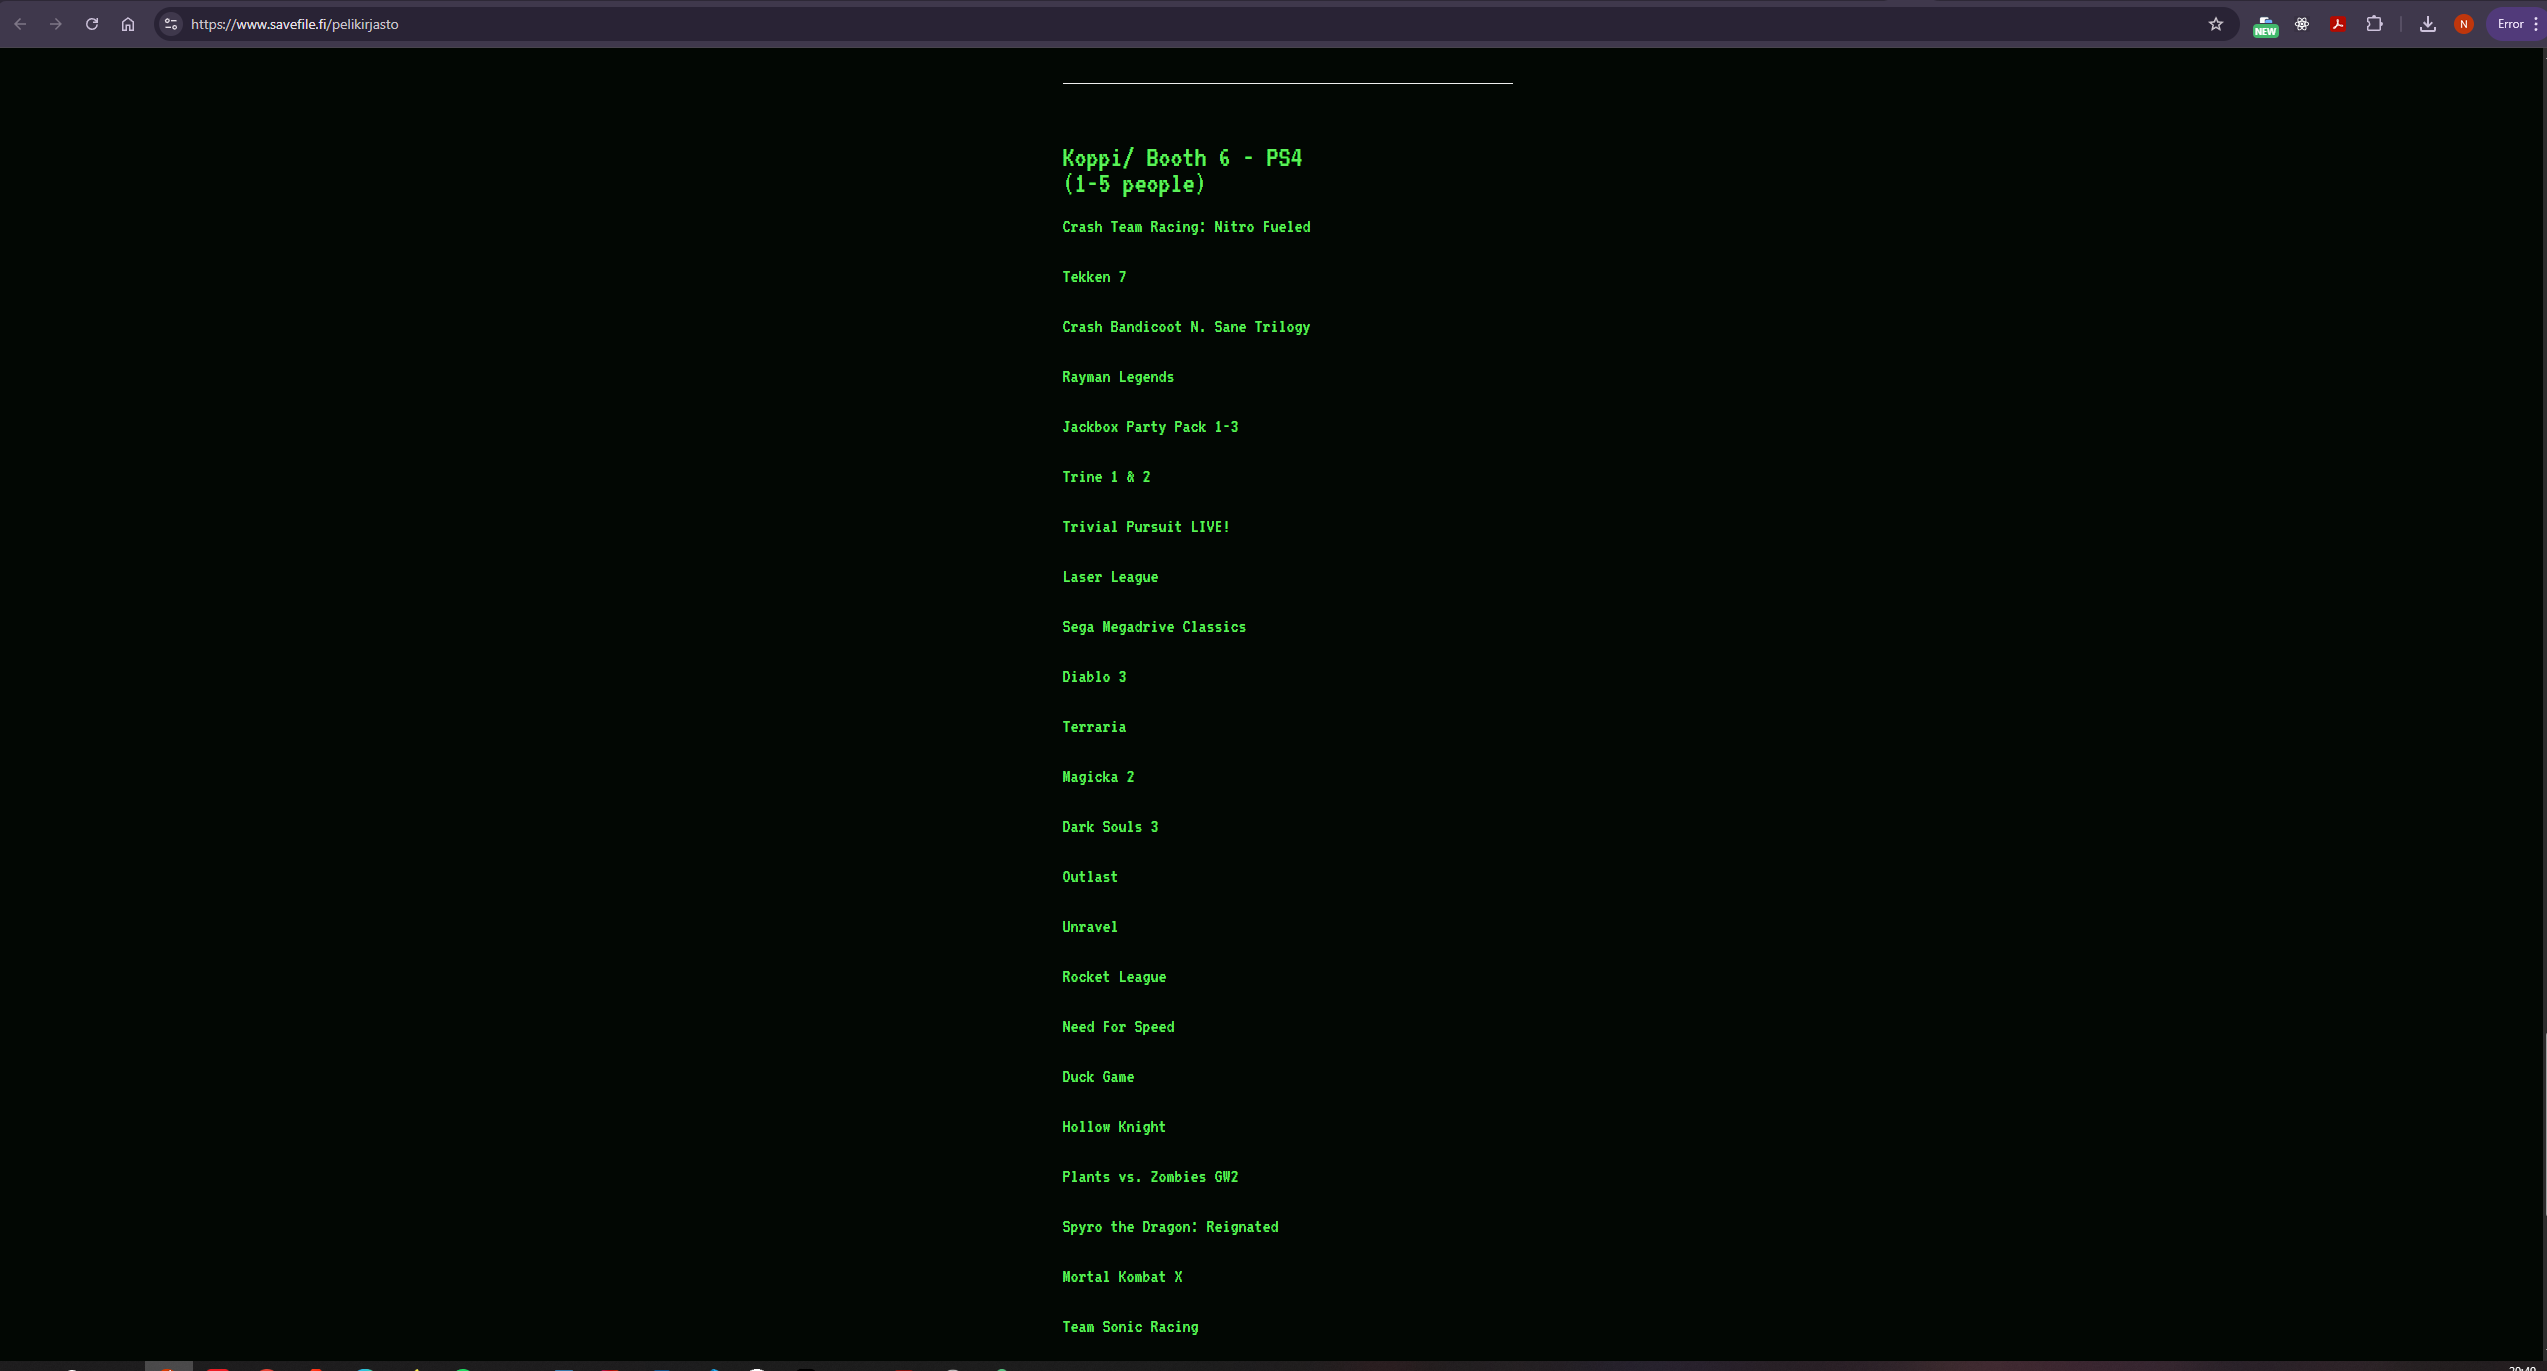 https://www.savefile.fi/pelikirjasto
NEW
N
Error
Koppi/ Booth 6 - PS4
(1-5 people)
Crash Team Racing: Nitro Fueled
Tekken 7
Crash Bandicoot N. Sane Trilogy
Rayman Legends
Jackbox Party Pack 1-3
Trine 1 & 2
Trivial Pursuit LIVE!
Laser League
Sega Megadrive Classics
Diablo 3
Terraria
Magicka 2
Dark Souls 3
Outlast
Unravel
Rocket League
Need For Speed
Duck Game
Hollow Knight
Plants vs. Zombies GW2
Spyro the Dragon: Reignated
Mortal Kombat X
Team Sonic Racing